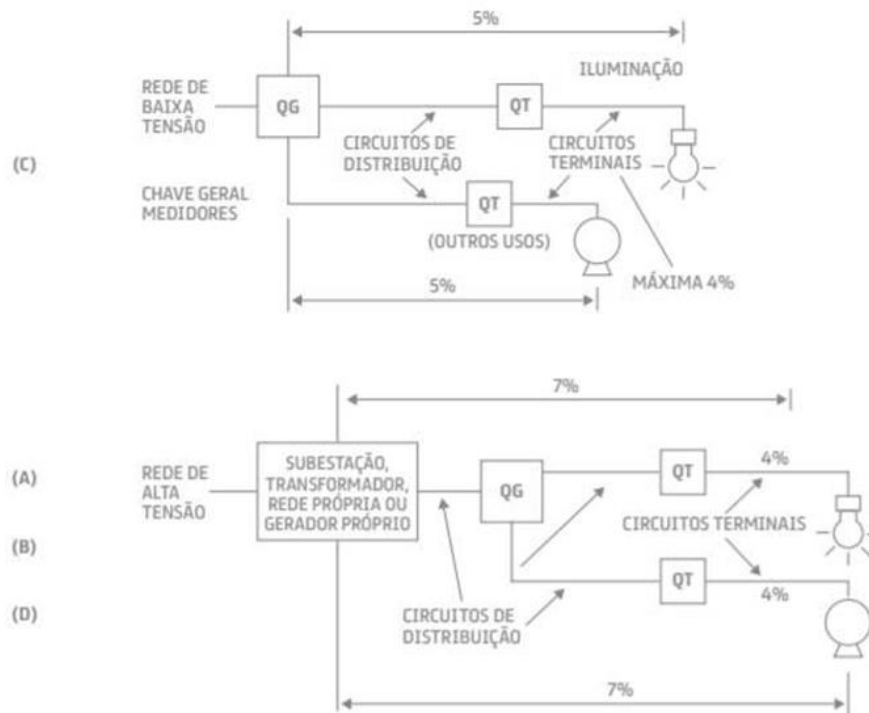 5%
ILUMINAÇÃO
REDE DE
BAIXA
TENSÃO
QG
QT
CIRCUITOS DE
DISTRIBUIÇÃO
CIRCUITOS
TERMINAIS
(C)
CHAVE GERAL
MEDIDORES
QT
(OUTROS USOS)
MÁXIMA 4%
5%
7%
(A)
REDE DE
ALTA
TENSÃO
SUBESTAÇÃO,
TRANSFORMADOR,
REDE PRÓPRIA OU
GERADOR PRÓPRIO
QG
QT
4%
CIRCUITOS TERMINAIS
(B)
QT
4%
(D)
CIRCUITOS DE
DISTRIBUIÇÃO
7%